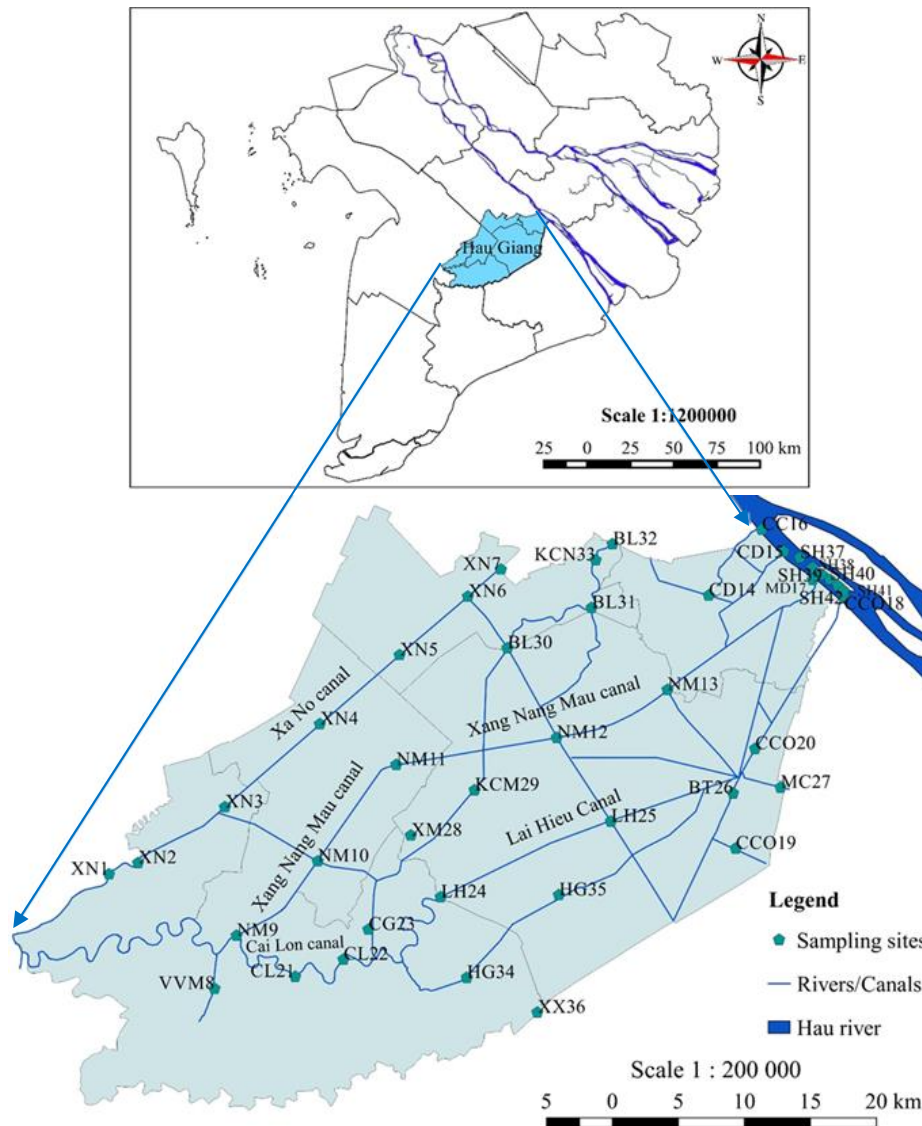 N
W E
S
Hau Giang
Scale 1:1200000
25 0 25 50 75 100 km
CC16
BL32
CD15 SH37
KCN33
SH38
XN7
SH39 SH40
CD14 MD17 SH41
XN6
SH42 CCO18
BL31
BL30
XN5
NM13
Xa No canal
Xang Nang Mau canal
XN4
NM12
CCO20
NM11
MC27
KCM29
BT26
XN3
Xang Nang Mau canal
Lai Hieu Canal
LH25
XM28
CCO19
NM10
XN2
XN1
LH24
HG35
Legend
CG23
NM9
Sampling sites
Cai Lon canal
CL22
CL21
HG34
VVM8
Rivers/Canals
XX36
Hau river
Scale 1 : 200 000
5 0 5 10 15 20 km